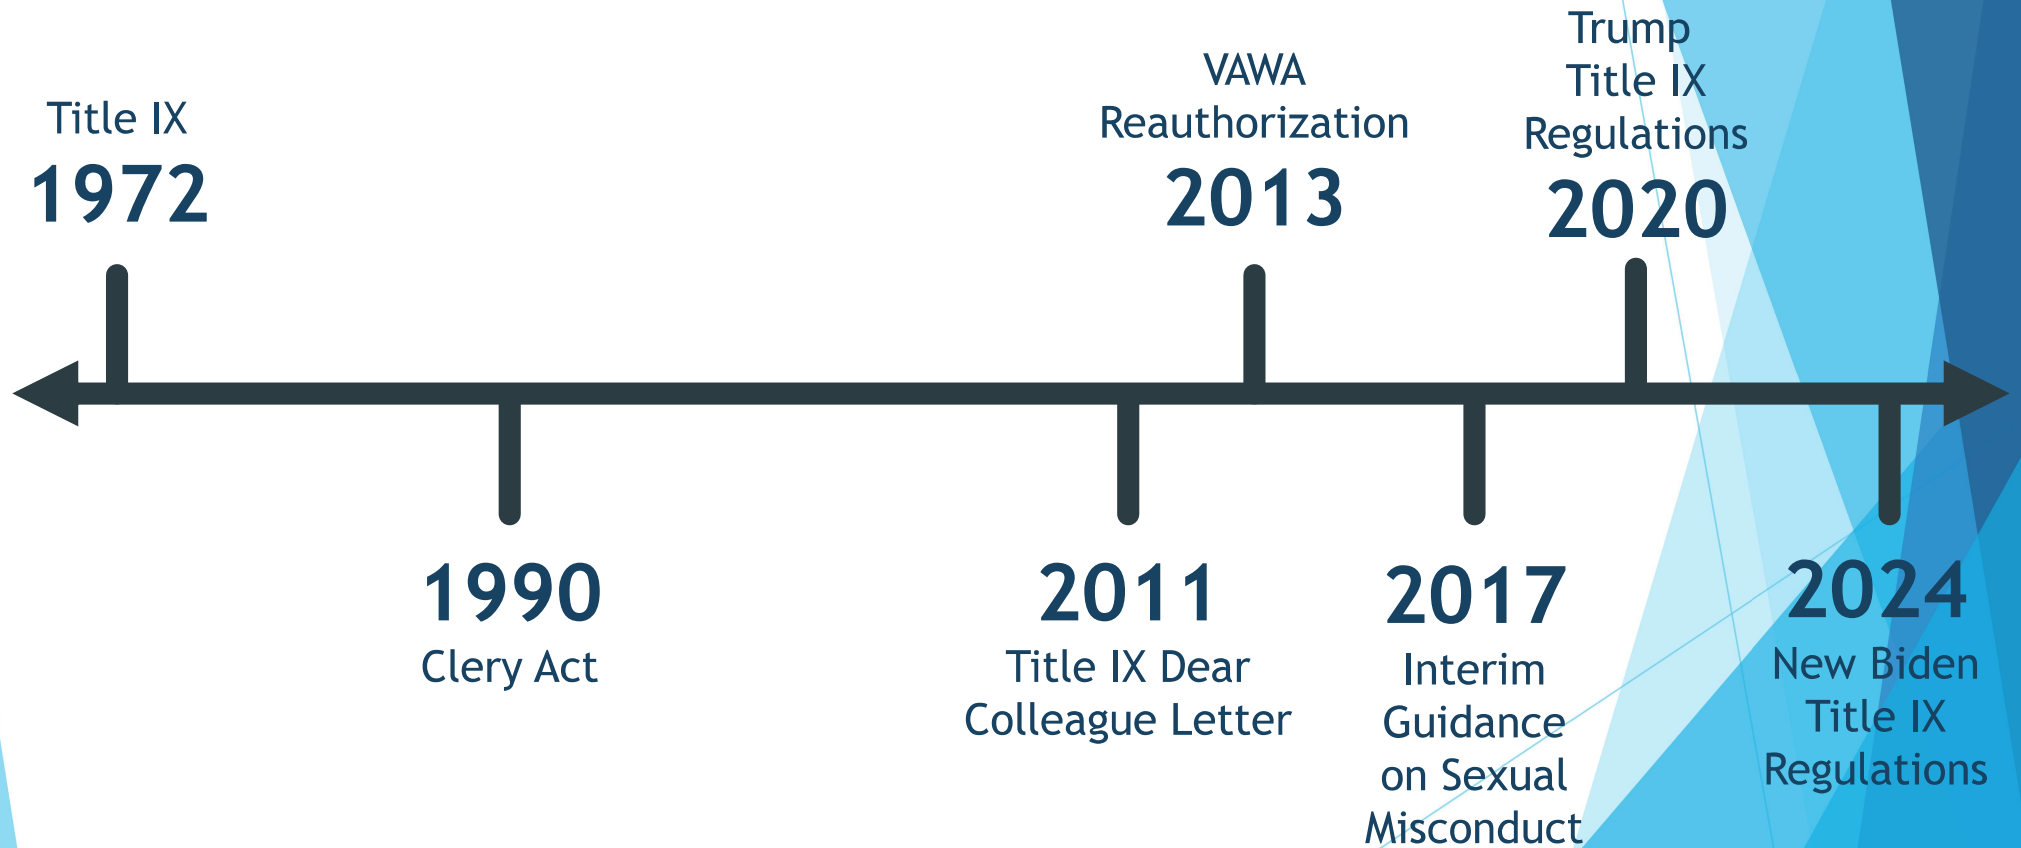 Title IX
1972
1990
Clery Act
2011
Title IX Dear
Colleague Letter
VAWA
Reauthorization
2013
2017
Interim
Guidance
on Sexual
Misconduct
Trump
Title IX
Regulations
2020
2024
New Biden
Title IX
Regulations